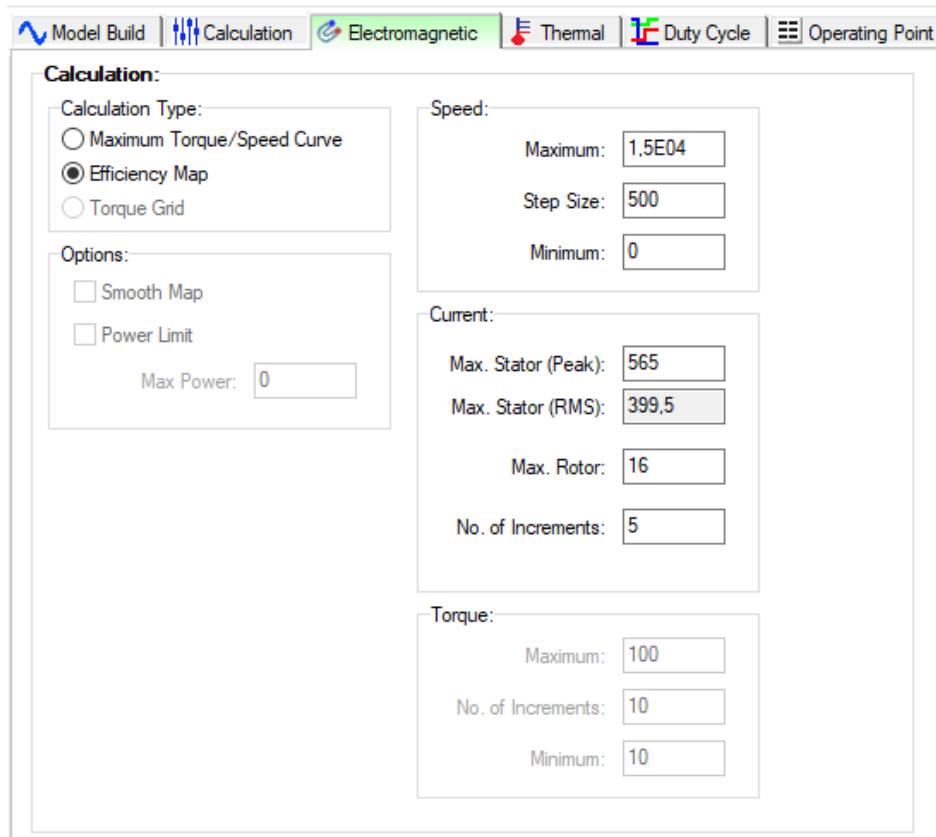 Model Build Calculation Electromagnetic Thermal Duty Cycle Operating Point
Calculation:
Calculation Type:
Maximum Torque/Speed Curve
Efficiency Map
Torque Grid
Options:
Smooth Map
Power Limit
Max Power: 0
Speed:
Maximum: 1,5E04
Step Size: 500
Minimum: 0
Current:
Max. Stator (Peak): 565
Max. Stator (RMS): 399,5
Max. Rotor: 16
No. of Increments: 5
Torque:
Maximum: 100
No. of Increments: 10
Minimum: 10